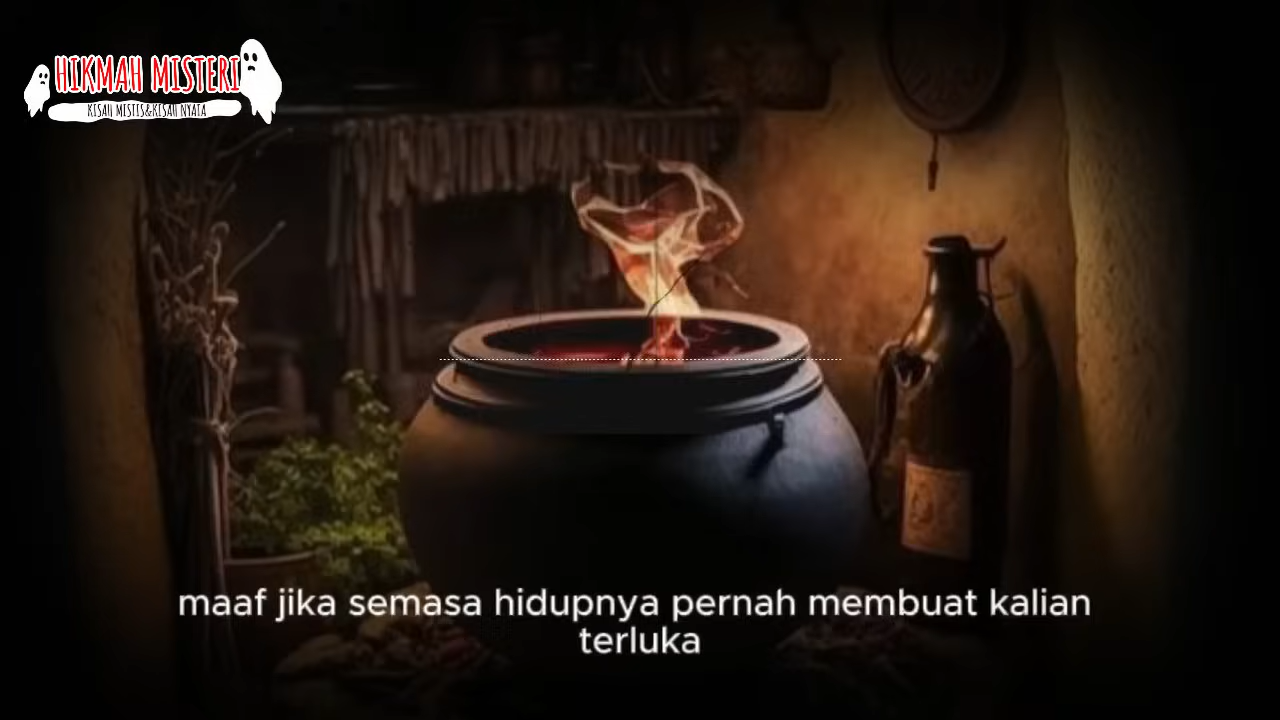 HIKMAH MISTERI
KISAH MISTIS&KISAH NYATA
maaf jika semasa hidupnya pernah membuat kalian
terluka